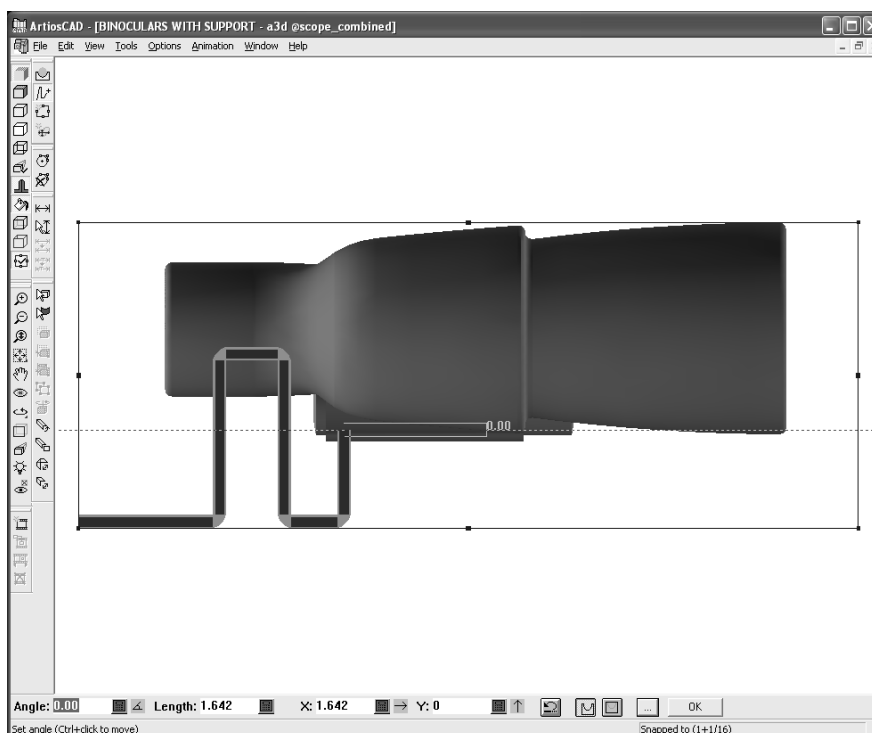 ArtiosCAD - [BINOCULARS WITH SUPPORT - a3d @scope_combined]
File Edit View Tools Options Animation Window Help
0.00
Angle: 0.00 Length: 1.642 X: 1.642 Y: 0 ... OK
Set angle (Ctrl+click to move) Snapped to (1+1/16)